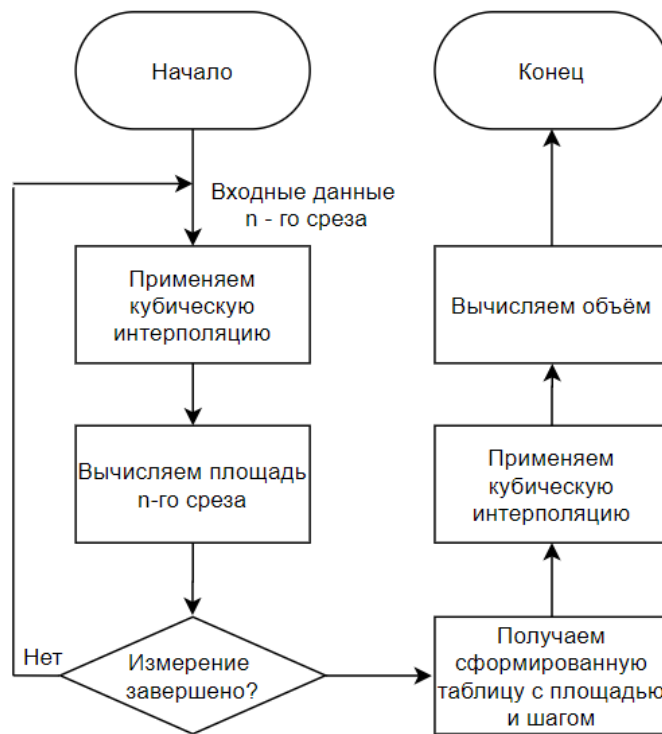 Начало
Входные данные
n - го среза
Применяем
кубическую
интерполяцию
Вычисляем площадь
n-го среза
Измерение
завершено?
Нет
Получаем
сформированную
таблицу с площадью
и шагом
Применяем
кубическую
интерполяцию
Вычисляем объём
Конец